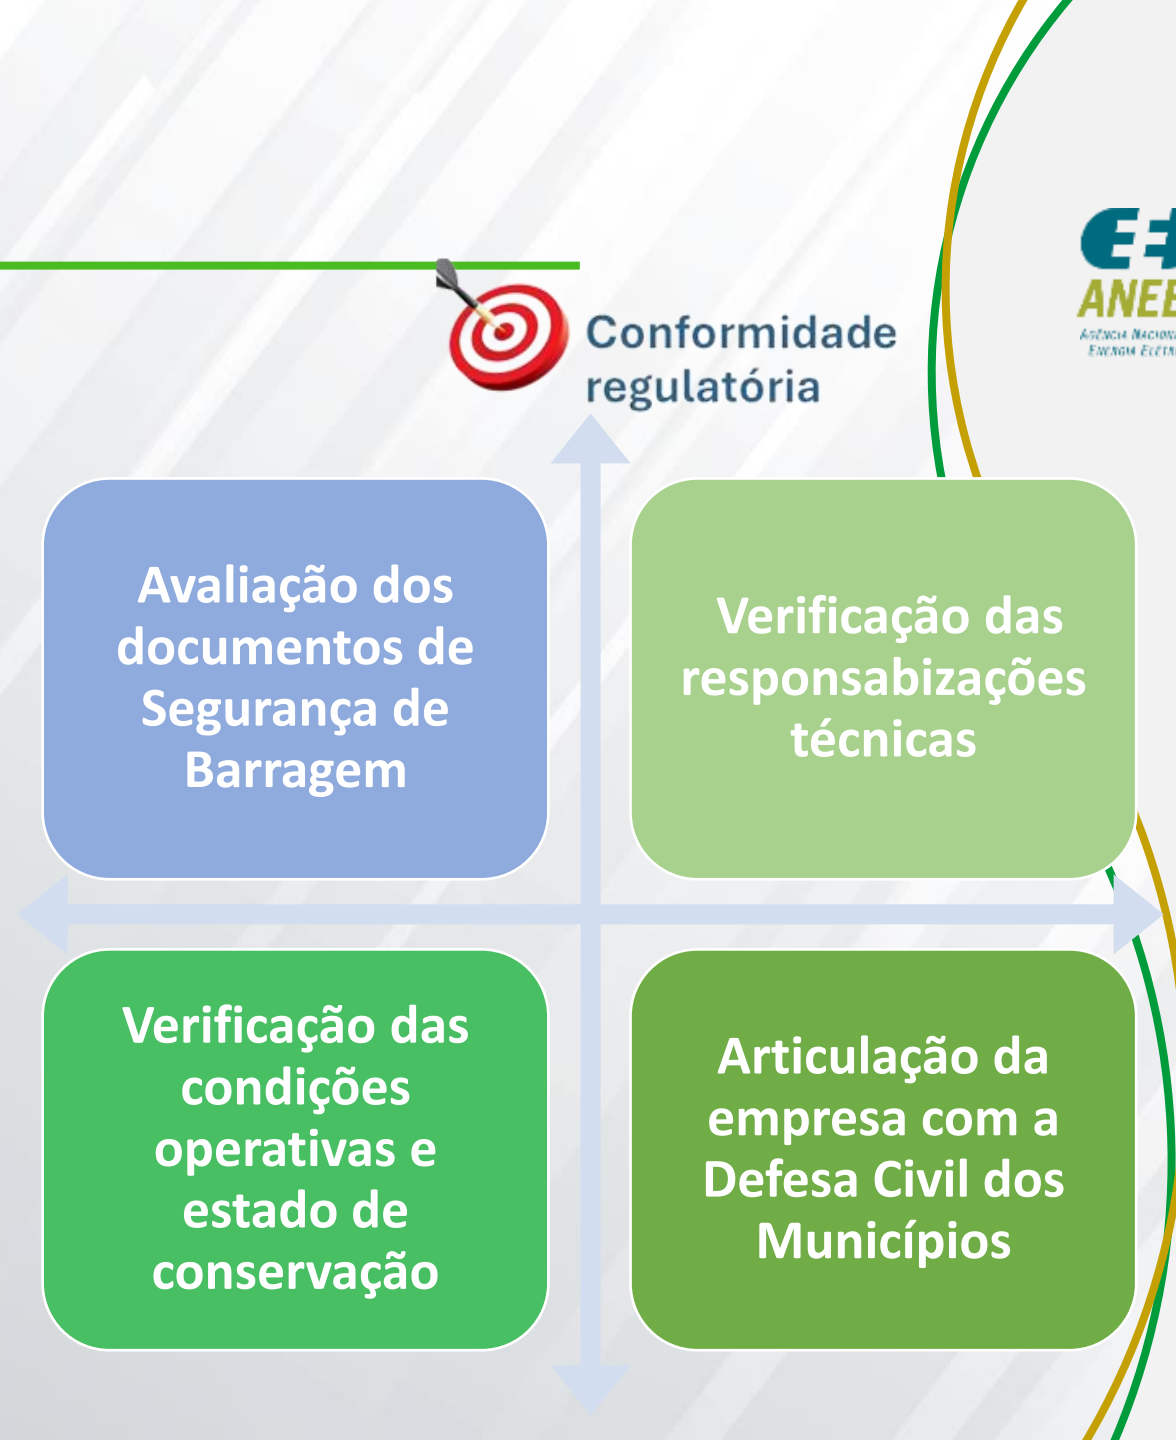 Conformidade
regulatória
Avaliação dos
documentos de
Segurança de
Barragem
Verificação das
responsabizações
técnicas
Verificação das
condições
operativas e
estado de
conservação
Articulação da
empresa com a
Defesa Civil dos
Municípios